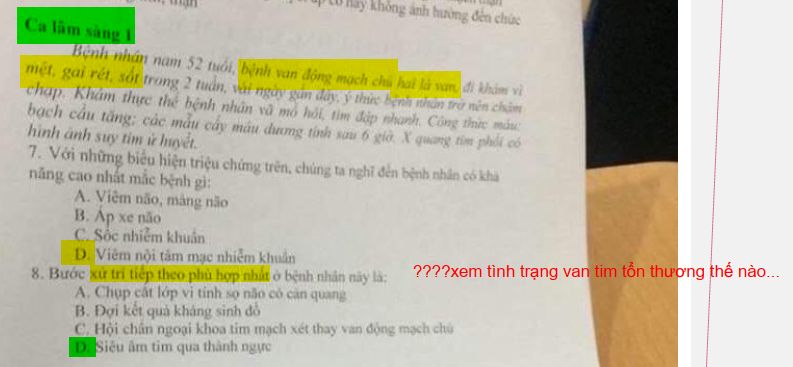 áp có này không ảnh hưởng đến chức
Ca lâm sàng 1
Bệnh nhân nam 52 tuổi, bệnh van động mạch chủ hai lá van, đi khám vì
mệt, gai rét, sốt trong 2 tuần, vài ngày gần đây, ý thức bệnh nhân trở nên chậm
chạp. Khám thực thể bệnh nhân vã mồ hôi, tim đập nhanh. Công thức máu:
bạch cầu tăng; các mẫu cấy máu dương tính sau 6 giờ. X quang tim phổi có
hình ảnh suy tim ứ huyết.
7. Với những biểu hiện triệu chứng trên, chúng ta nghĩ đến bệnh nhân có khả
năng cao nhất mắc bệnh gì:
A. Viêm não, màng não
B. Áp xe não
C. Sốc nhiễm khuẩn
D. Viêm nội tâm mạc nhiễm khuẩn
8. Bước xử trí tiếp theo phù hợp nhất ở bệnh nhân này là:
????xem tình trạng van tim tổn thương thế nào...
A. Chụp cắt lớp vi tính sọ não có cản quang
B. Đợi kết quả kháng sinh đồ
C. Hội chẩn ngoại khoa tim mạch xét thay van động mạch chủ
D. Siêu âm tim qua thành ngực